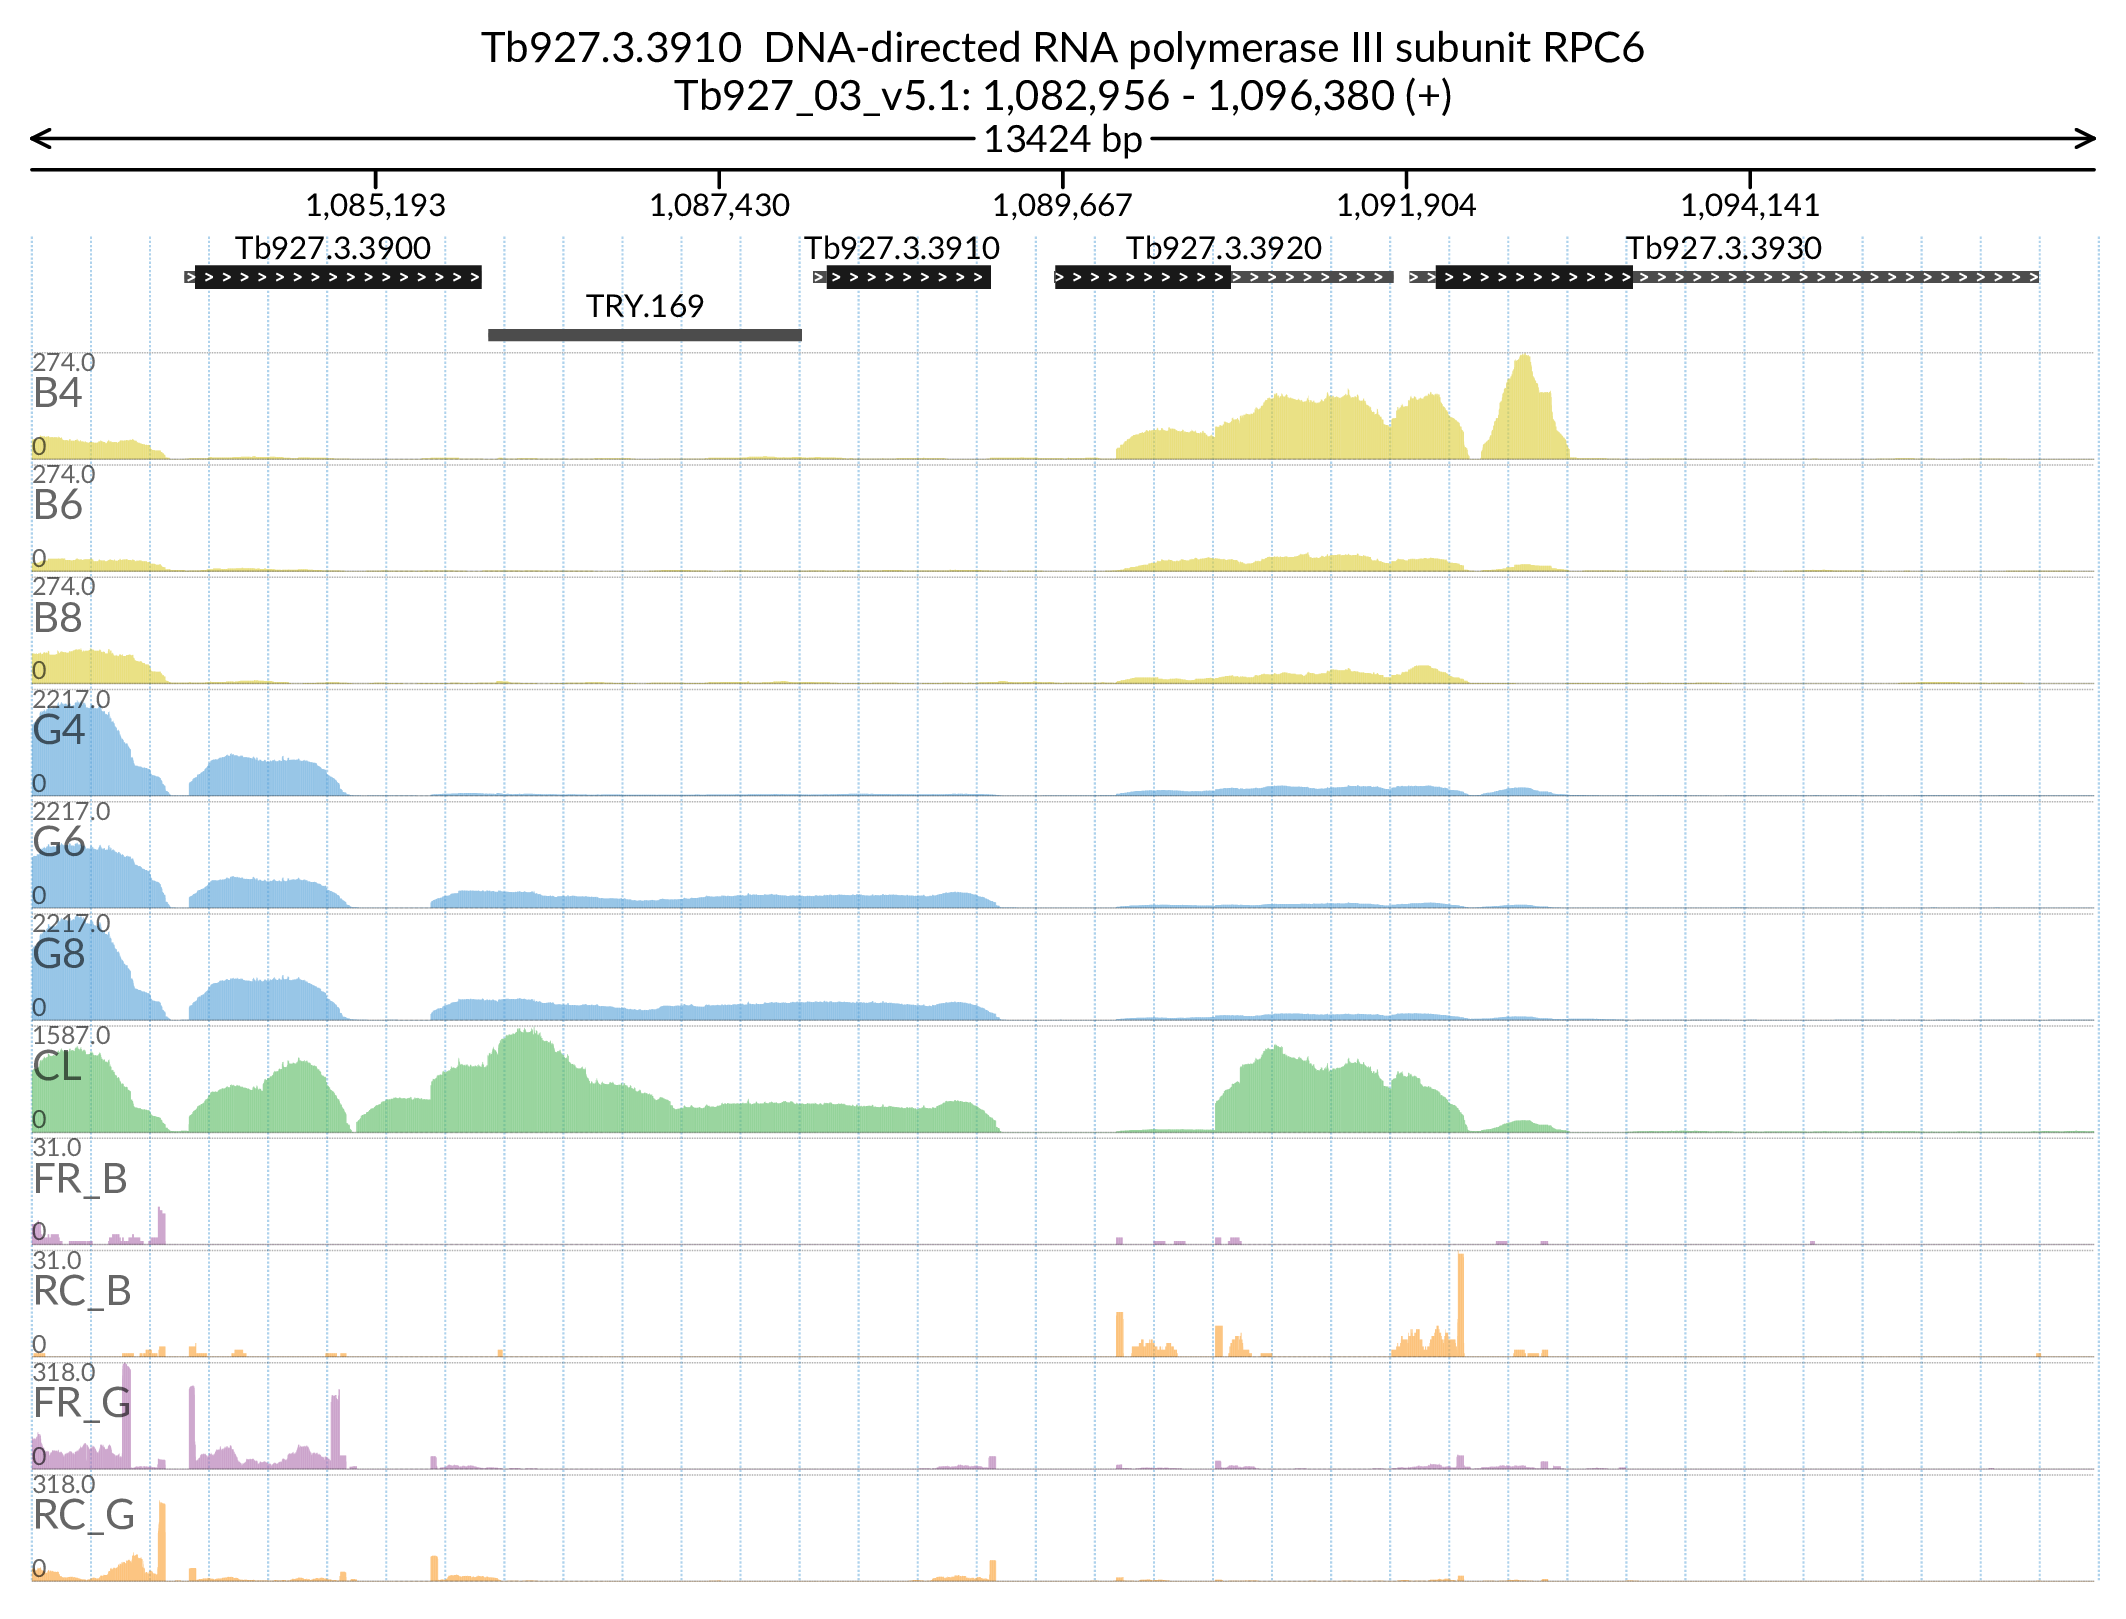 Tb927.3.3910  DNA-directed RNA polymerase III subunit RPC6
Tb927_03_v5.1: 1,082,956 - 1,096,380 (+)
13424 bp
1,085,193 1,087,430 1,089,667 1,091,904 1,094,141
Tb927.3.3900 Tb927.3.3910 Tb927.3.3920 Tb927.3.3930
TRY.169
274.0
B4
0
274.0
B6
0
274.0
B8
0
2217.0
G4
0
2217.0
G6
0
2217.0
G8
0
1587.0
CL
0
31.0
FR_B
0
31.0
RC_B
0
318.0
FR_G
0
318.0
RC_G
0